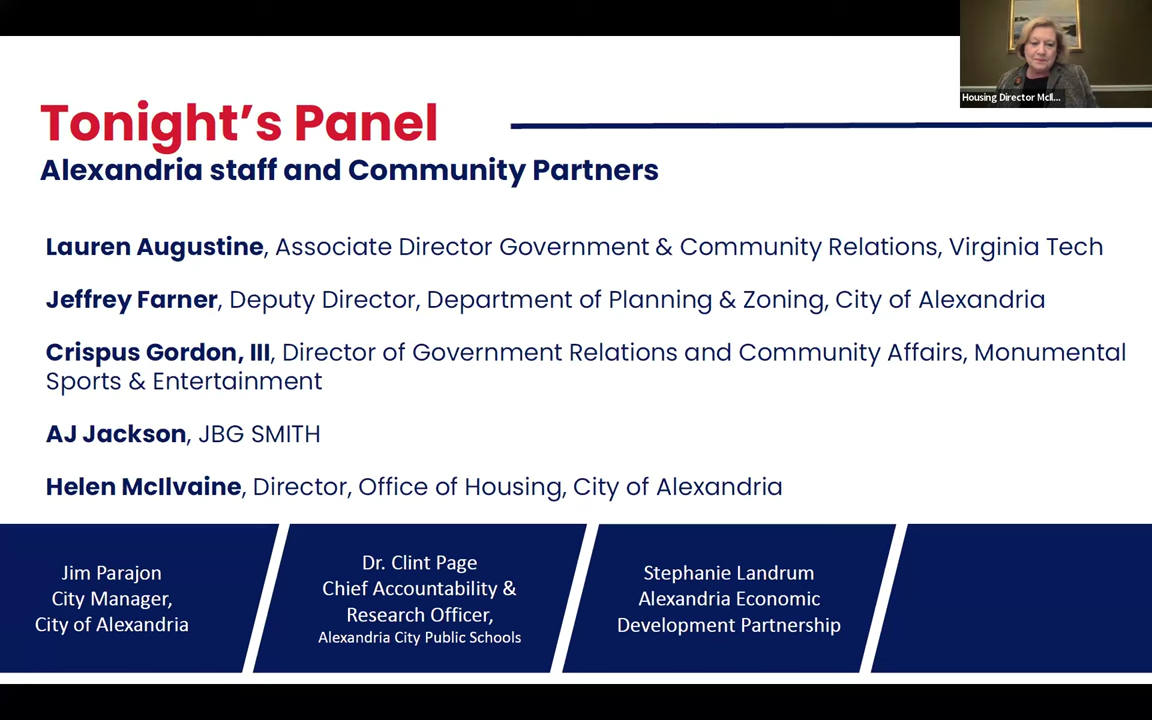 Housing Director McIl...
Tonight's Panel
Alexandria staff and Community Partners
Lauren Augustine, Associate Director Government & Community Relations, Virginia Tech
Jeffrey Farner, Deputy Director, Department of Planning & Zoning, City of Alexandria
Crispus Gordon, III, Director of Government Relations and Community Affairs, Monumental
Sports & Entertainment
AJ Jackson, JBG SMITH
Helen McIlvaine, Director, Office of Housing, City of Alexandria
Jim Parajon
City Manager,
City of Alexandria
Dr. Clint Page
Chief Accountability &
Research Officer,
Alexandria City Public Schools
Stephanie Landrum
Alexandria Economic
Development Partnership